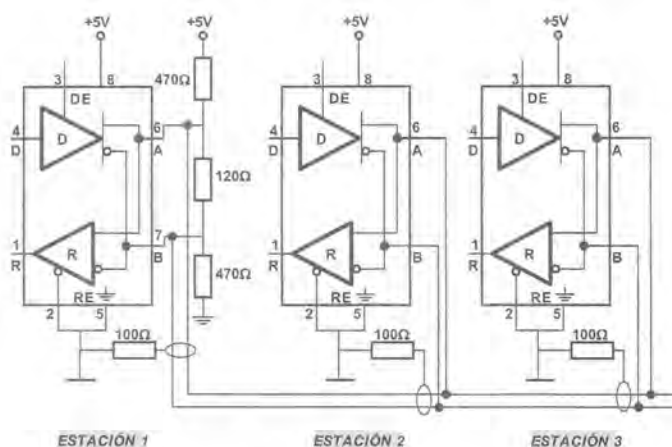 +5V
+5V
+5V
+5V
3
8
470Ω
DE
4
D
D
6
A
120Ω
7
1
R
R
B
470Ω
RE
2
5
100Ω
3
8
DE
4
D
D
6
A
1
R
R
B
RE
2
5
100Ω
3
8
DE
4
D
D
6
A
1
R
R
B
RE
2
5
100Ω
ESTACIÓN 1
ESTACIÓN 2
ESTACIÓN 3